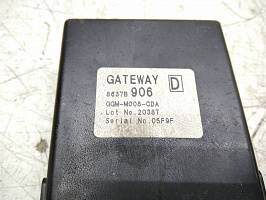 GATEWAY D
8637B 906
GGM-M006-CDA
Lot No.2038T
Serial No.05F9F